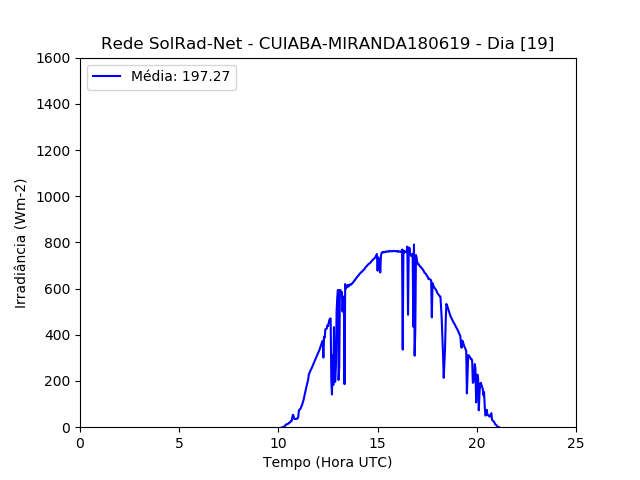 Rede SolRad-Net - CUIABA-MIRANDA180619 - Dia [19]
Média: 197.27
Irradiância (Wm-2)
1600
1400
1200
1000
800
600
400
200
0
0 5 10 15 20 25
Tempo (Hora UTC)